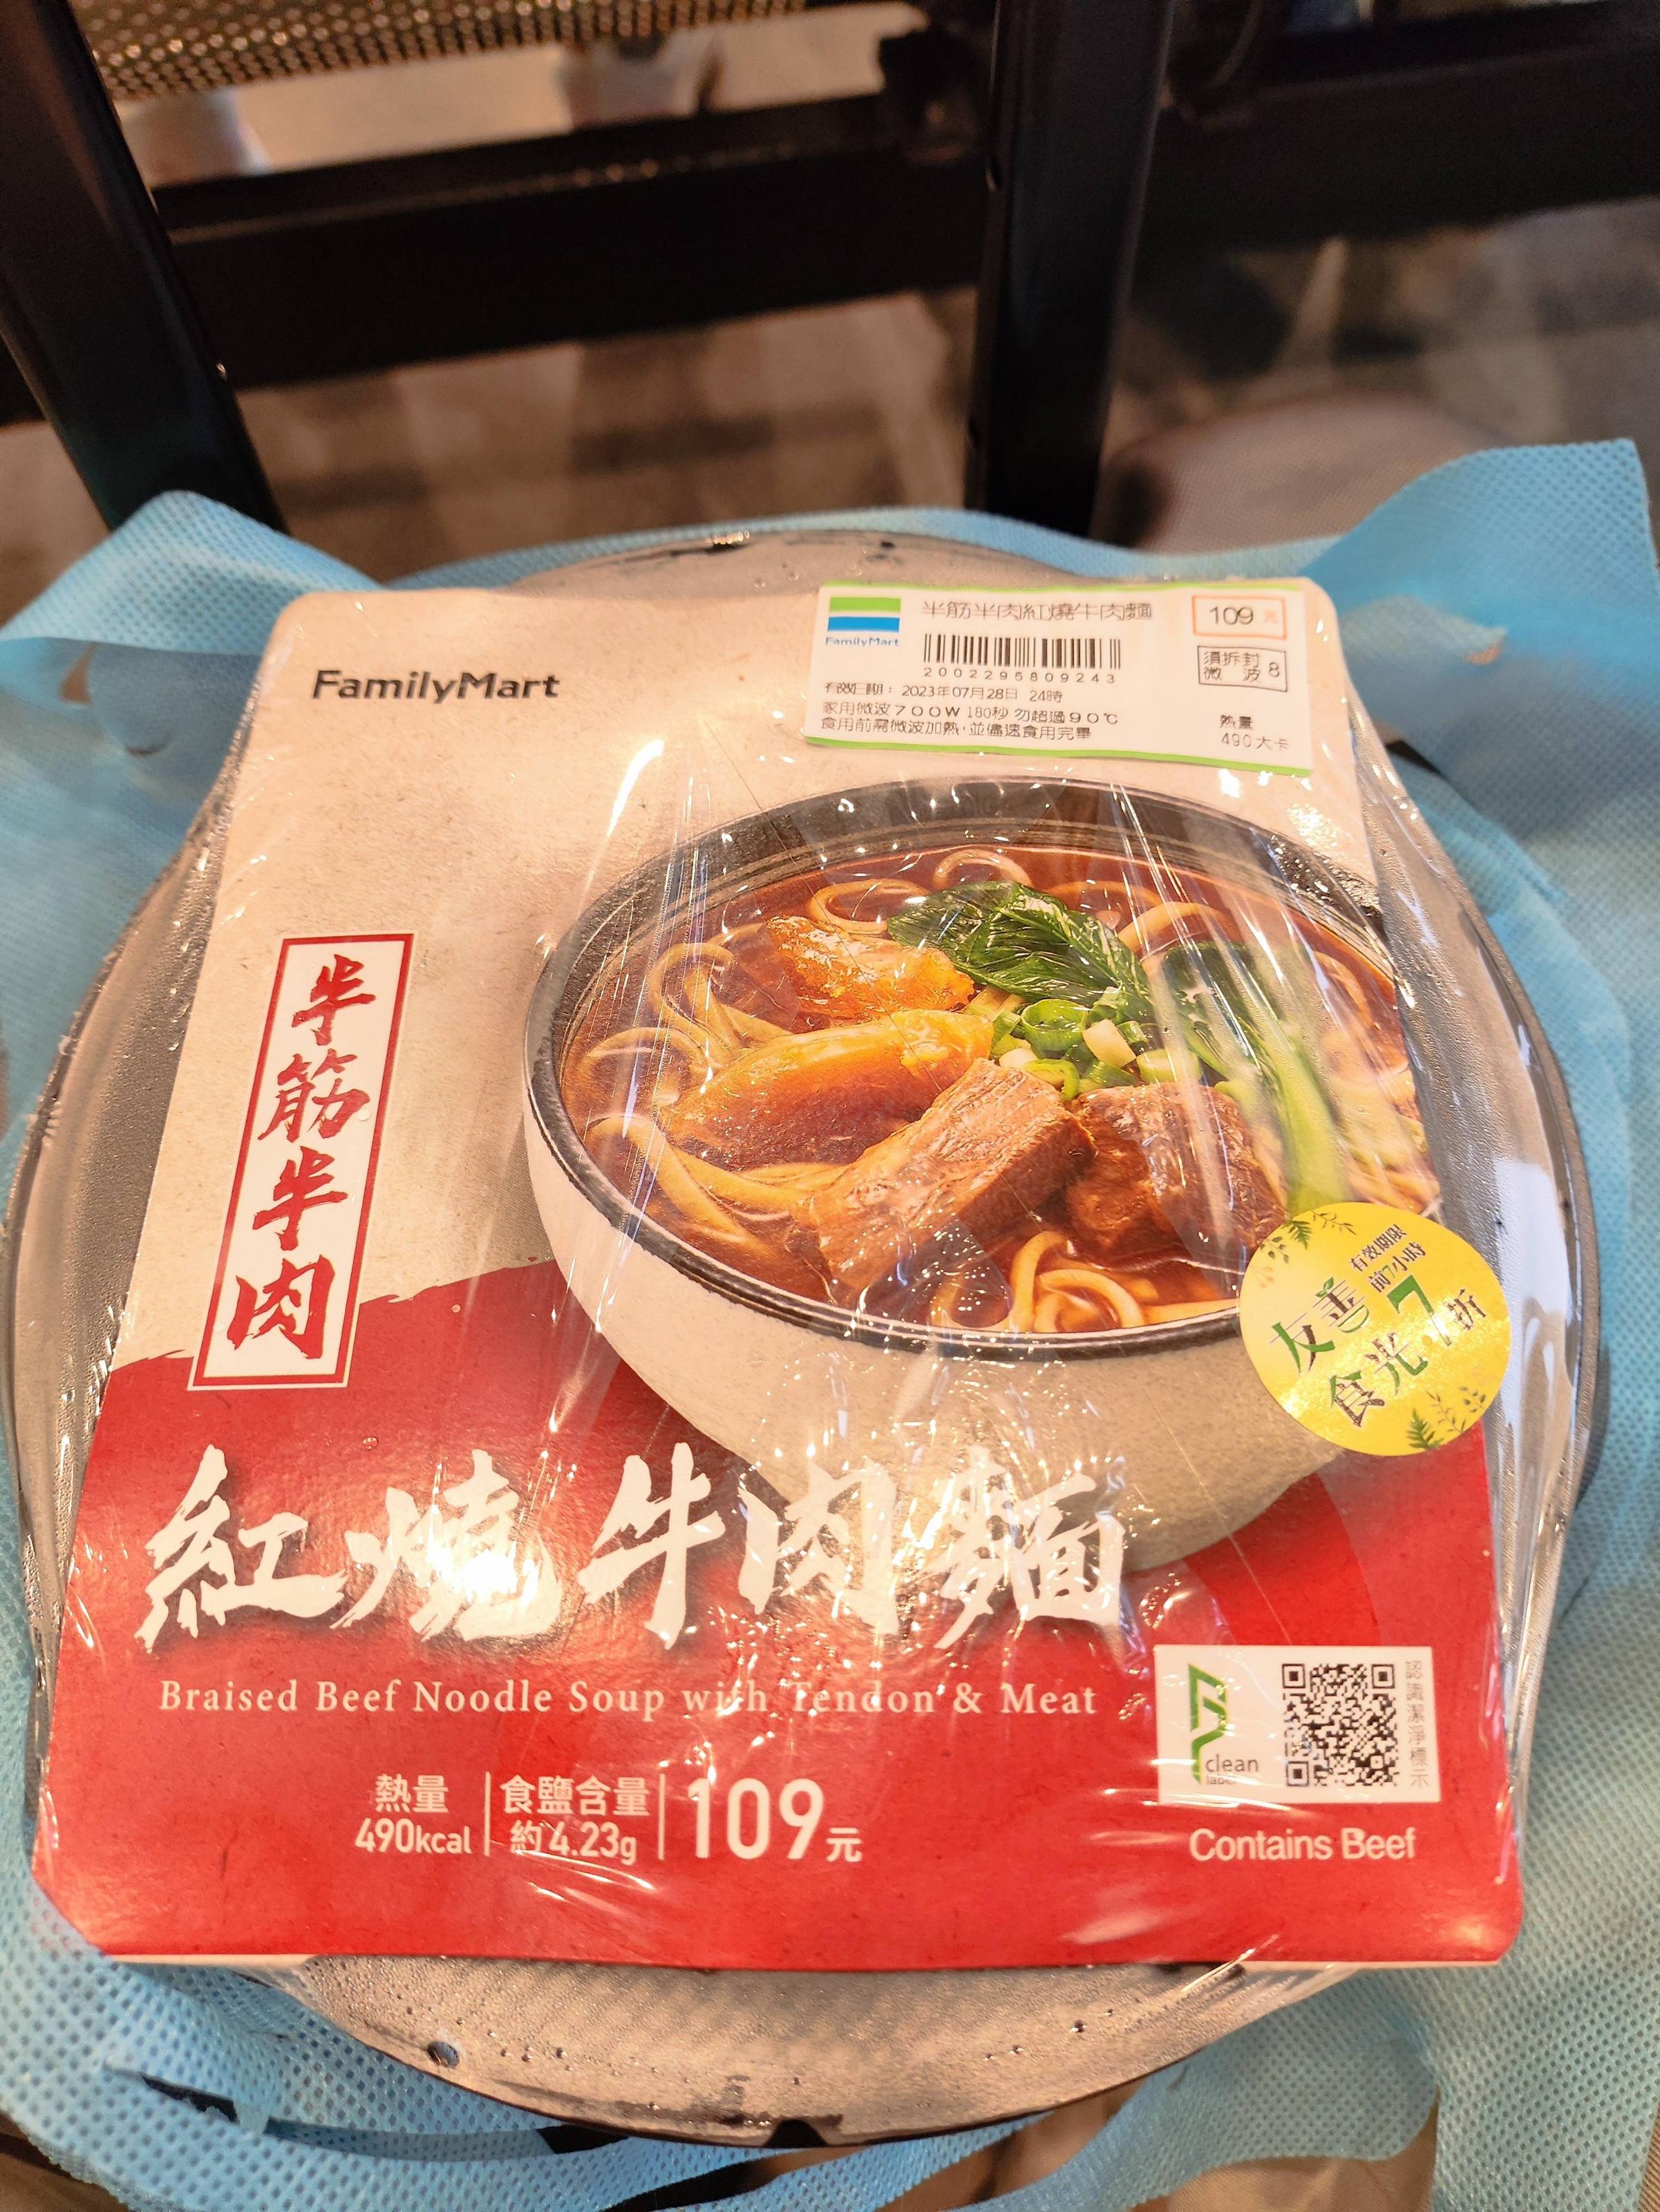 FamilyMart
FamilyMart
半筋半肉紅燒牛肉麵
109 元
2002295809243
須拆封
微波 8
有效日期：2023年07月28日 24時
家用微波700W 180秒 勿超過90℃
食用前需微波加熱，並儘速食用完畢
熱量
490大卡
半筋半肉
有效期限
前7小時
友善
食光 7折
紅燒牛肉麵
Braised Beef Noodle Soup with Tendon & Meat
熱量
490kcal
食鹽含量
約4.23g
109元
clean
label
認識潔淨標示
Contains Beef